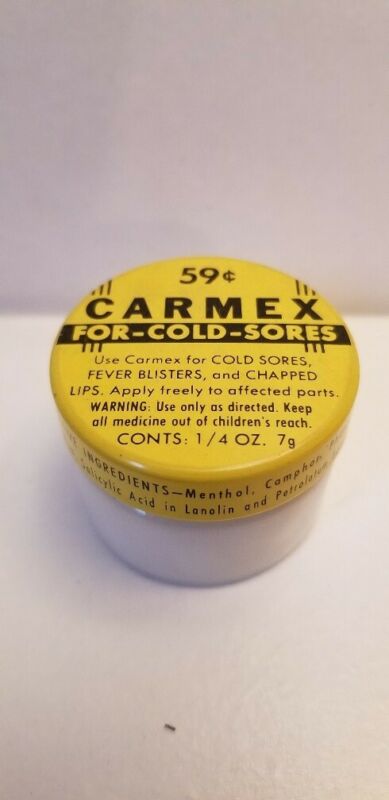 59¢
CARMEX
FOR-COLD-SORES
Use Carmex for COLD SORES,
FEVER BLISTERS, and CHAPPED
LIPS. Apply freely to affected parts.
WARNING: Use only as directed. Keep
all medicine out of children's reach.
CONTS: 1/4 OZ. 7g
INGREDIENTS—Menthol, Camphor,
Salicylic Acid in Lanolin and Petrolatum